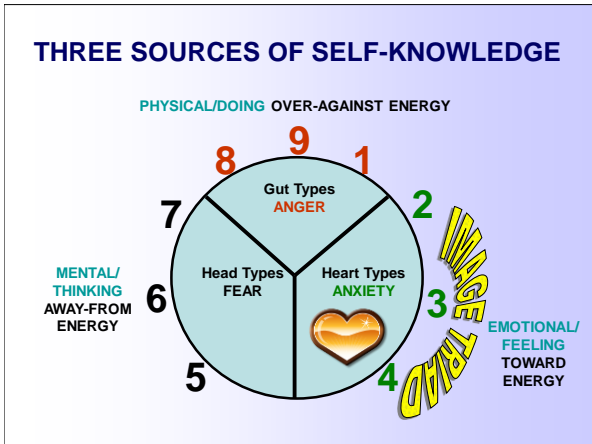 THREE SOURCES OF SELF-KNOWLEDGE
PHYSICAL/DOING OVER-AGAINST ENERGY
9
8
1
Gut Types
ANGER
7
2
IMAGE TRIAD
MENTAL/
THINKING
AWAY-FROM
ENERGY
6
Head Types
FEAR
Heart Types
ANXIETY
3
EMOTIONAL/
FEELING
TOWARD
ENERGY
5
4